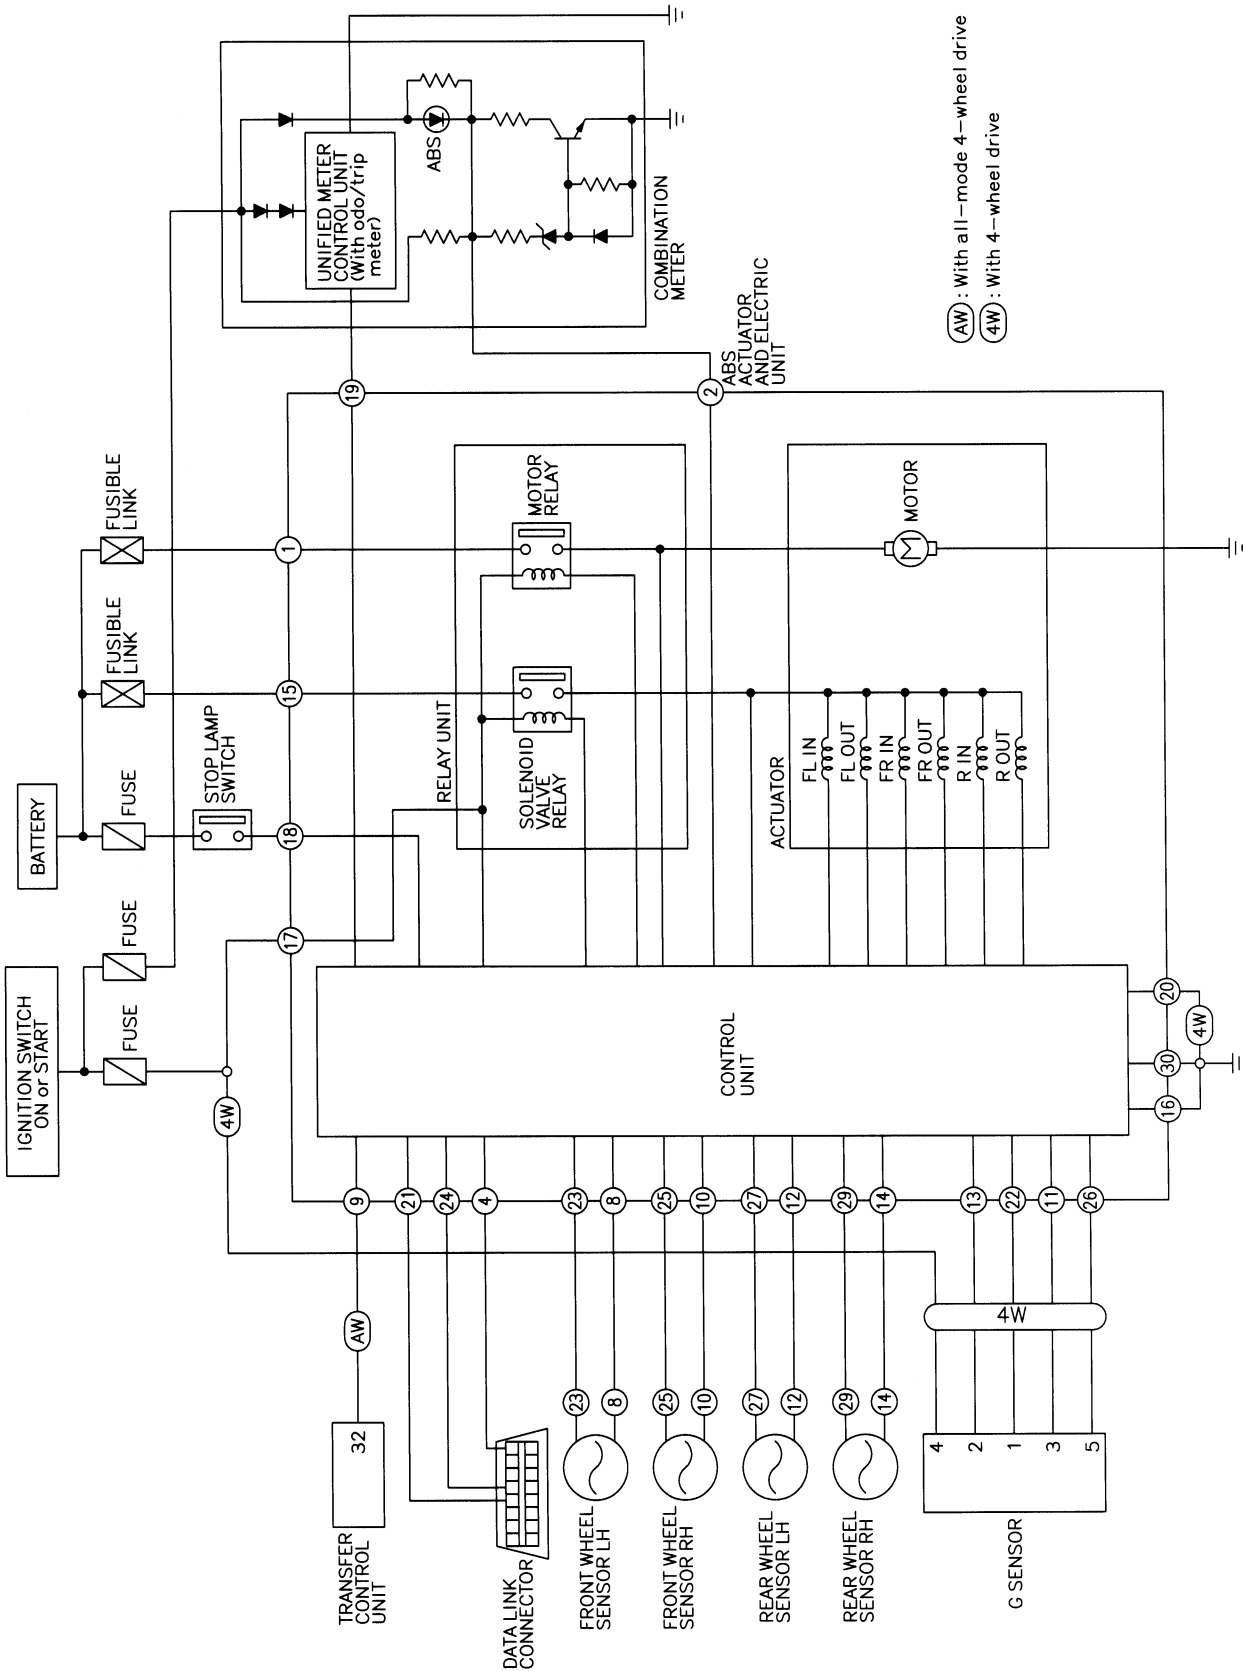 IGNITION SWITCH
ON or START
BATTERY
FUSE
FUSE
FUSE
FUSIBLE
LINK
FUSIBLE
LINK
STOP LAMP
SWITCH
4W
17
18
15
1
19
2
UNIFIED METER
CONTROL UNIT
(With odo/trip
meter)
ABS
COMBINATION
METER
ABS
ACTUATOR
AND ELECTRIC
UNIT
RELAY UNIT
SOLENOID
VALVE
RELAY
MOTOR
RELAY
ACTUATOR
MOTOR
M
FL IN
FL OUT
FR IN
FR OUT
R IN
R OUT
CONTROL
UNIT
20
30
16
4W
9
21
24
4
23
8
25
10
27
12
29
14
13
22
11
26
AW
4W
32
23
8
25
10
27
12
29
14
4
2
1
3
5
TRANSFER
CONTROL
UNIT
DATA LINK
CONNECTOR
FRONT WHEEL
SENSOR LH
FRONT WHEEL
SENSOR RH
REAR WHEEL
SENSOR LH
REAR WHEEL
SENSOR RH
G SENSOR
AW : With all-mode 4-wheel drive
4W : With 4-wheel drive